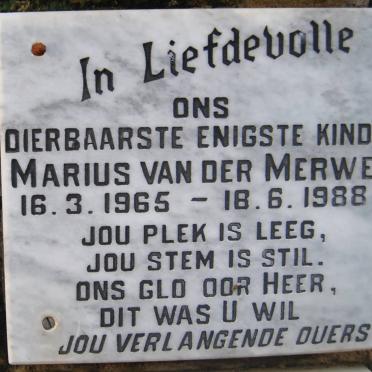 In Liefdevolle
ONS
DIERBAARSTE ENIGSTE KIND
MARIUS VAN DER MERWE
16.3.1965 – 18.6.1988
JOU PLEK IS LEEG,
JOU STEM IS STIL.
ONS GLO OOR HEER,
DIT WAS U WIL
JOU VERLANGENDE OUERS